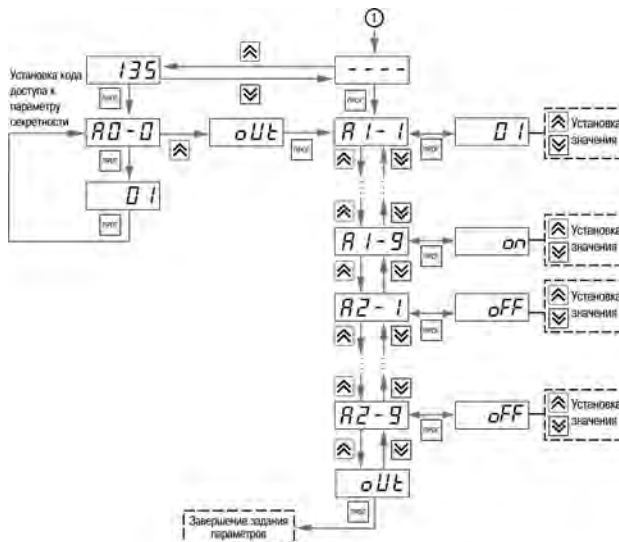 1
135
- - - -
Установка кода
доступа к
параметру
секретности
ПРОГ
ПРОГ
A0-0
oUt
ПРОГ
A1-1
ПРОГ
01
Установка
значения
ПРОГ
01
ПРОГ
A1-9
ПРОГ
on
Установка
значения
A2-1
ПРОГ
oFF
Установка
значения
A2-9
ПРОГ
oFF
Установка
значения
oUt
ПРОГ
Завершение задания
параметров